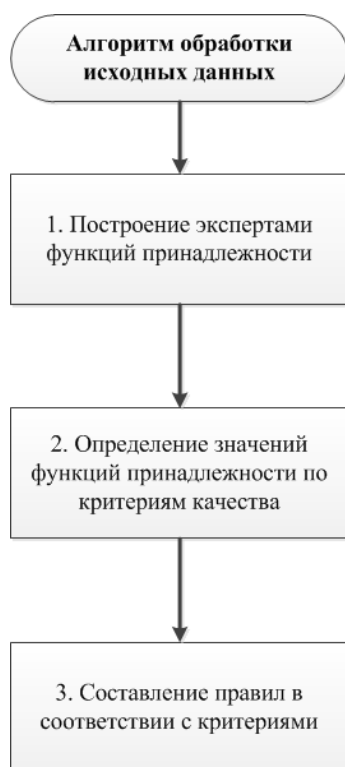 Алгоритм обработки
исходных данных
1. Построение экспертами
функций принадлежности
2. Определение значений
функций принадлежности по
критериям качества
3. Составление правил в
соответствии с критериями